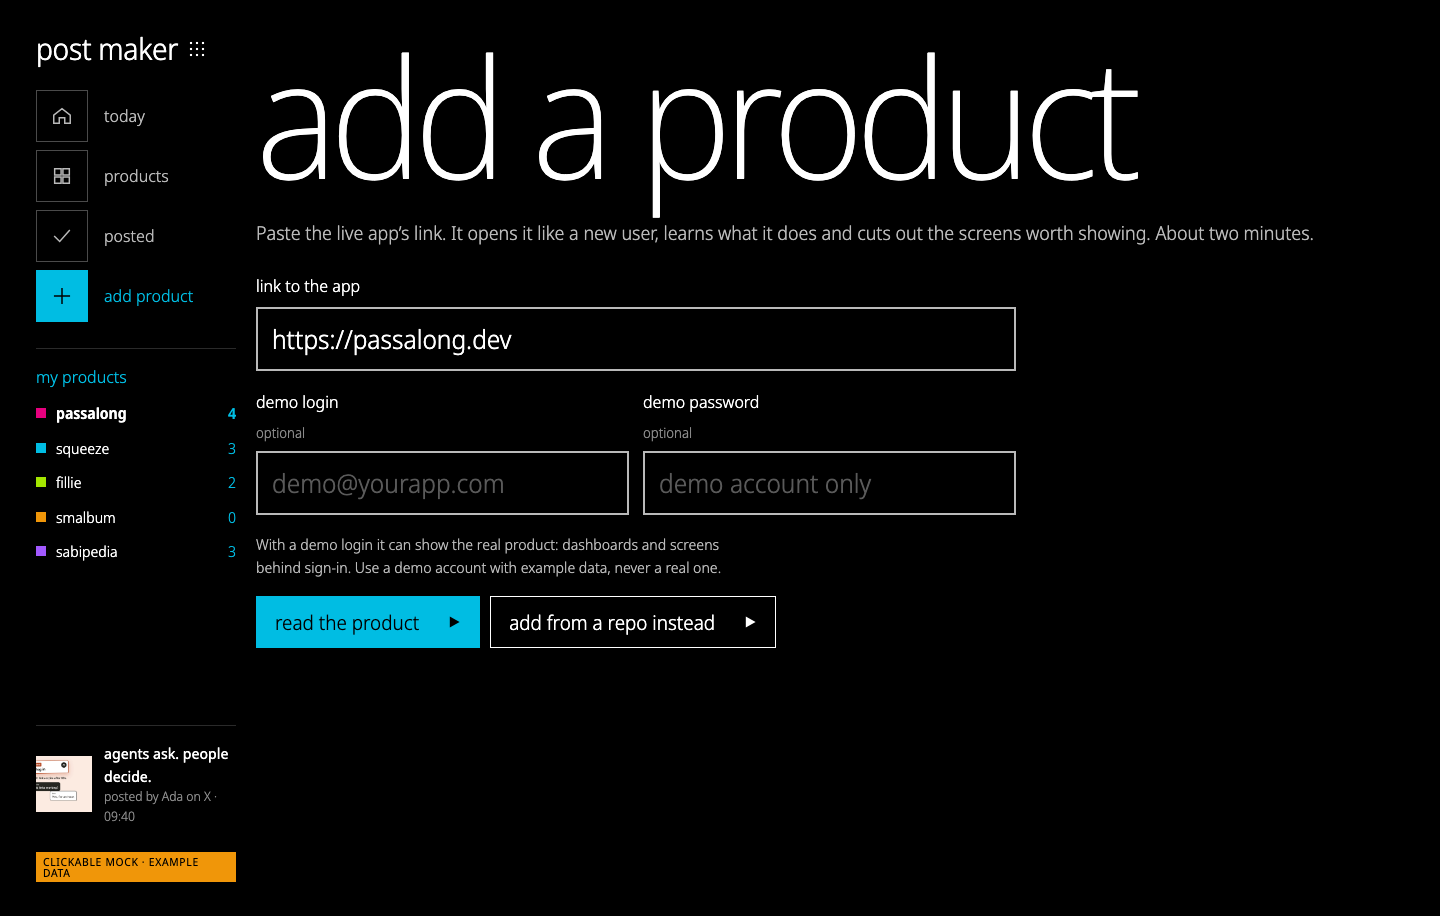 post maker
add a product
today
products
posted
add product
my products
passalong 4
squeeze 3
fillie 2
smalbum 0
sabipedia 3
agents ask. people
decide.
posted by Ada on X ·
09:40
CLICKABLE MOCK · EXAMPLE
DATA
Paste the live app’s link. It opens it like a new user, learns what it does and cuts out the screens worth showing. About two minutes.
link to the app
https://passalong.dev
demo login
optional
demo@yourapp.com
demo password
optional
demo account only
With a demo login it can show the real product: dashboards and screens
behind sign-in. Use a demo account with example data, never a real one.
read the product
add from a repo instead